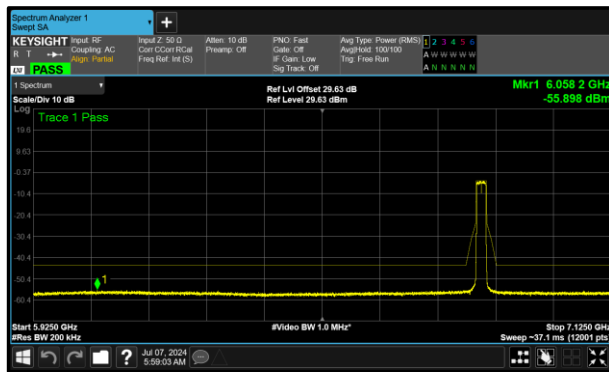 Spectrum Analyzer 1
Swept SA
+
KEYSIGHT Input: RF Input Z: 50 Ω Atten: 10 dB PNO: Fast Avg Type: Power (RMS) 1 2 3 4 5 6
R T Coupling: AC Corr CCorr RCal Preamp: Off Gate: Off Avg|Hold: 100/100 A W W W W W
Align: Partial Freq Ref: Int (S) IF Gain: Low Trig: Free Run
LXI PASS Sig Track: Off A N N N N N
1 Spectrum Ref Lvl Offset 29.63 dB Mkr1 6.058 2 GHz
Scale/Div 10 dB Ref Level 29.63 dBm -55.898 dBm
Log Trace 1 Pass
19.6
9.63
-0.37
-10.4
-20.4
-30.4
-40.4
-50.4
1
-60.4
Start 5.9250 GHz #Video BW 1.0 MHz* Stop 7.1250 GHz
#Res BW 200 kHz Sweep ~37.1 ms (12001 pts)
? Jul 07, 2024
5:59:03 AM